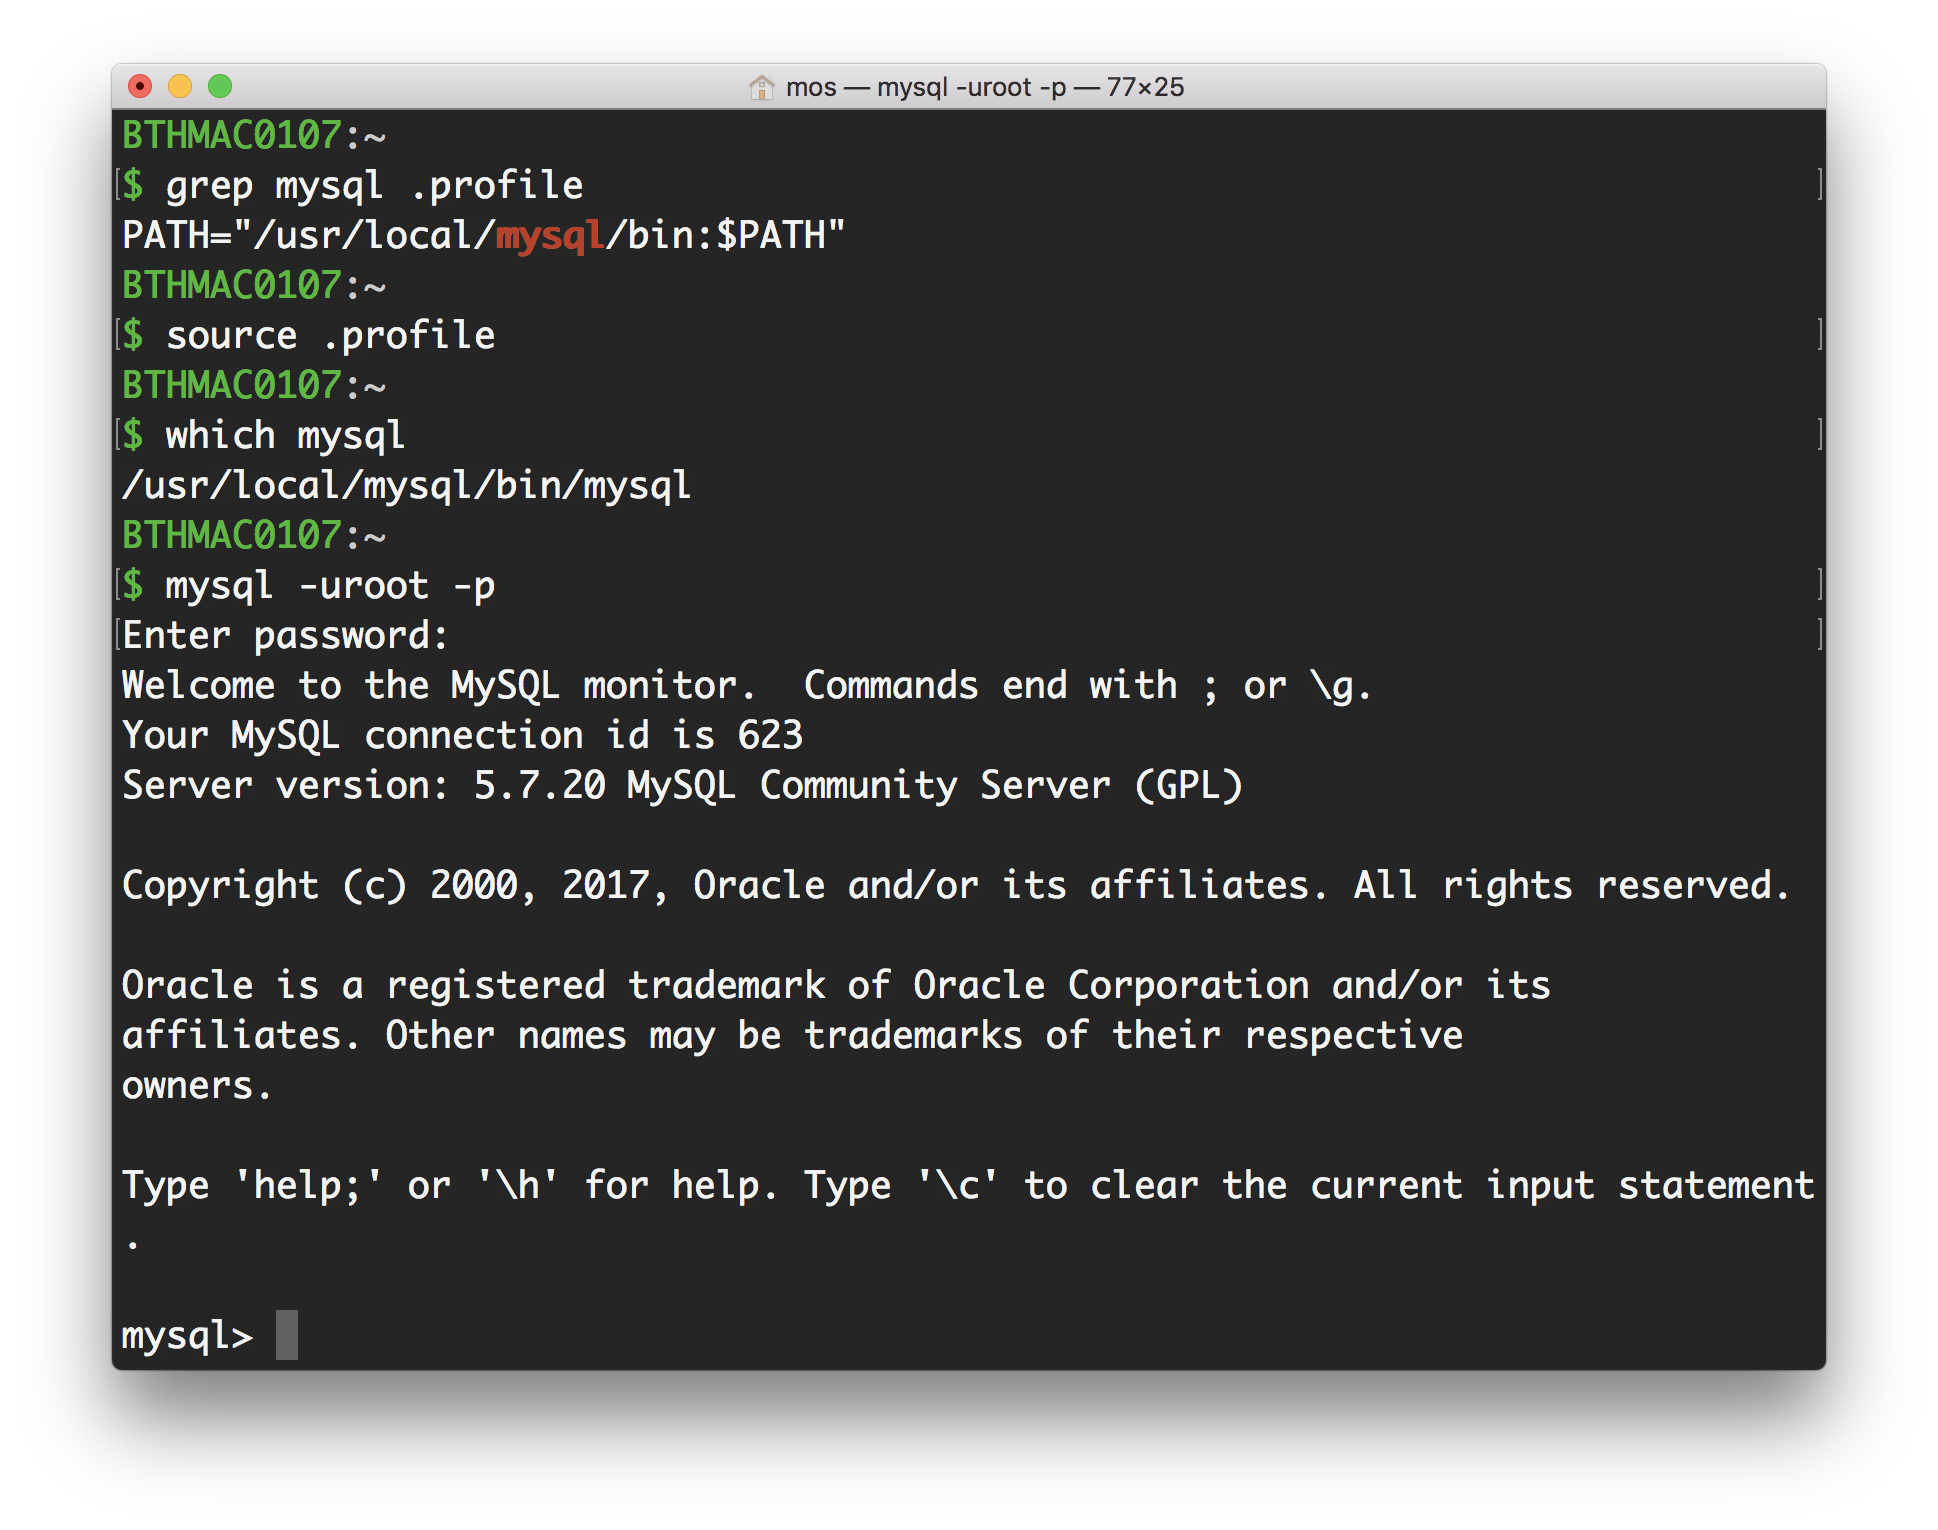 mos — mysql -uroot -p — 77×25
BTHMAC0107:~
[$ grep mysql .profile ]
PATH="/usr/local/mysql/bin:$PATH"
BTHMAC0107:~
[$ source .profile ]
BTHMAC0107:~
[$ which mysql ]
/usr/local/mysql/bin/mysql
BTHMAC0107:~
[$ mysql -uroot -p ]
[Enter password: ]
Welcome to the MySQL monitor.  Commands end with ; or \g.
Your MySQL connection id is 623
Server version: 5.7.20 MySQL Community Server (GPL)

Copyright (c) 2000, 2017, Oracle and/or its affiliates. All rights reserved.

Oracle is a registered trademark of Oracle Corporation and/or its
affiliates. Other names may be trademarks of their respective
owners.

Type 'help;' or '\h' for help. Type '\c' to clear the current input statement
.

mysql>